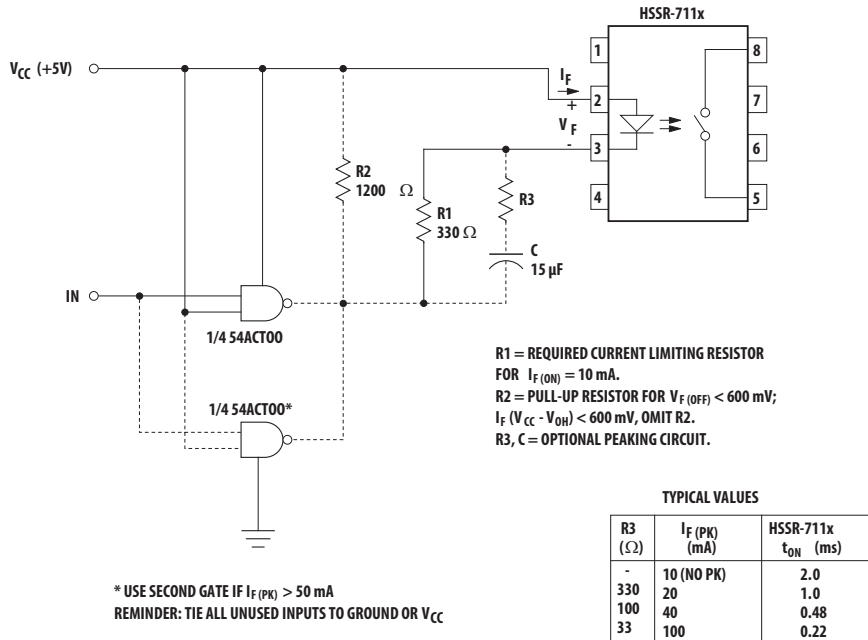 HSSR-711x
V_CC (+5V)
1
2
3
4
8
7
6
5
I_F
+
V_F
-
R2
1200 Ω
R1
330 Ω
R3
C
15 µF
IN
1/4 54ACTOO
1/4 54ACTOO*
R1 = REQUIRED CURRENT LIMITING RESISTOR
FOR I_F (ON) = 10 mA.
R2 = PULL-UP RESISTOR FOR V_F (OFF) < 600 mV;
I_F (V_CC - V_OH) < 600 mV, OMIT R2.
R3, C = OPTIONAL PEAKING CIRCUIT.
* USE SECOND GATE IF I_F (PK) > 50 mA
REMINDER: TIE ALL UNUSED INPUTS TO GROUND OR V_CC
TYPICAL VALUES
R3 (Ω) I_F (PK) (mA) HSSR-711x t_ON (ms)
- 10 (NO PK) 2.0
330 20 1.0
100 40 0.48
33 100 0.22